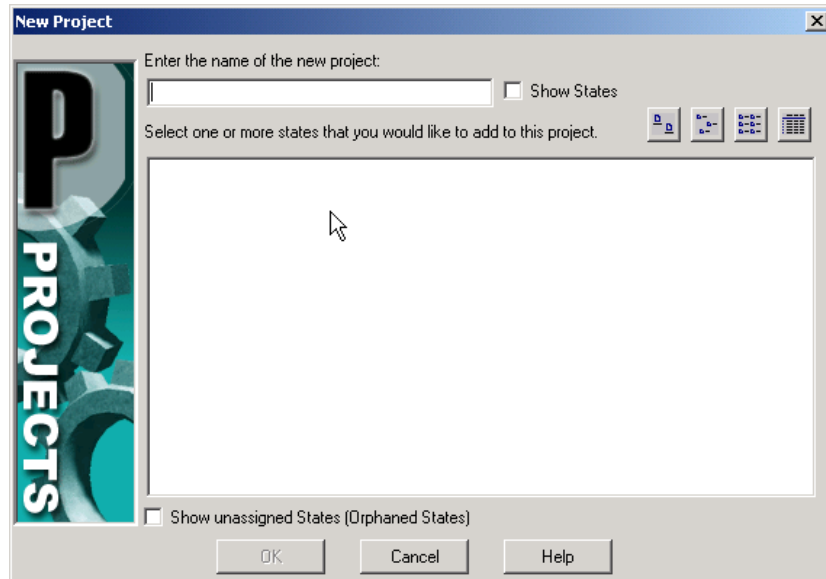 New Project
Enter the name of the new project:
Show States
Select one or more states that you would like to add to this project.
P
PROJECTS
Show unassigned States (Orphaned States)
OK
Cancel
Help